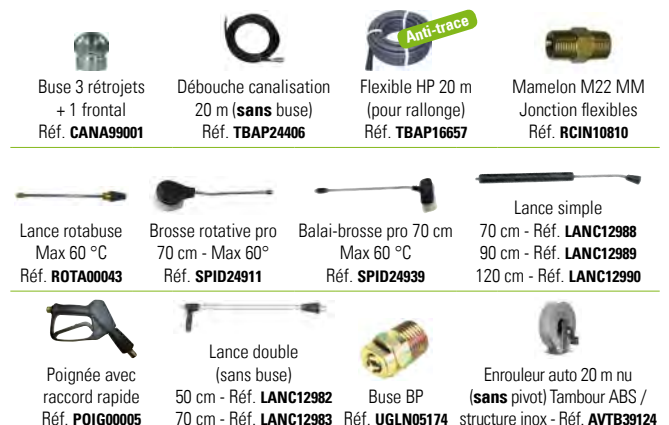 Anti-trace
Buse 3 rétrojets
+ 1 frontal
Réf. CANA99001
Débouche canalisation
20 m (sans buse)
Réf. TBAP24406
Flexible HP 20 m
(pour rallonge)
Réf. TBAP16657
Mamelon M22 MM
Jonction flexibles
Réf. RCIN10810
Lance rotabuse
Max 60 °C
Réf. ROTA00043
Brosse rotative pro
70 cm - Max 60°
Réf. SPID24911
Balai-brosse pro 70 cm
Max 60 °C
Réf. SPID24939
Lance simple
70 cm - Réf. LANC12988
90 cm - Réf. LANC12989
120 cm - Réf. LANC12990
Poignée avec
raccord rapide
Réf. POIG00005
Lance double
(sans buse)
50 cm - Réf. LANC12982
70 cm - Réf. LANC12983
Buse BP
Réf. UGLN05174
Enrouleur auto 20 m nu
(sans pivot) Tambour ABS /
structure inox - Réf. AVTB39124